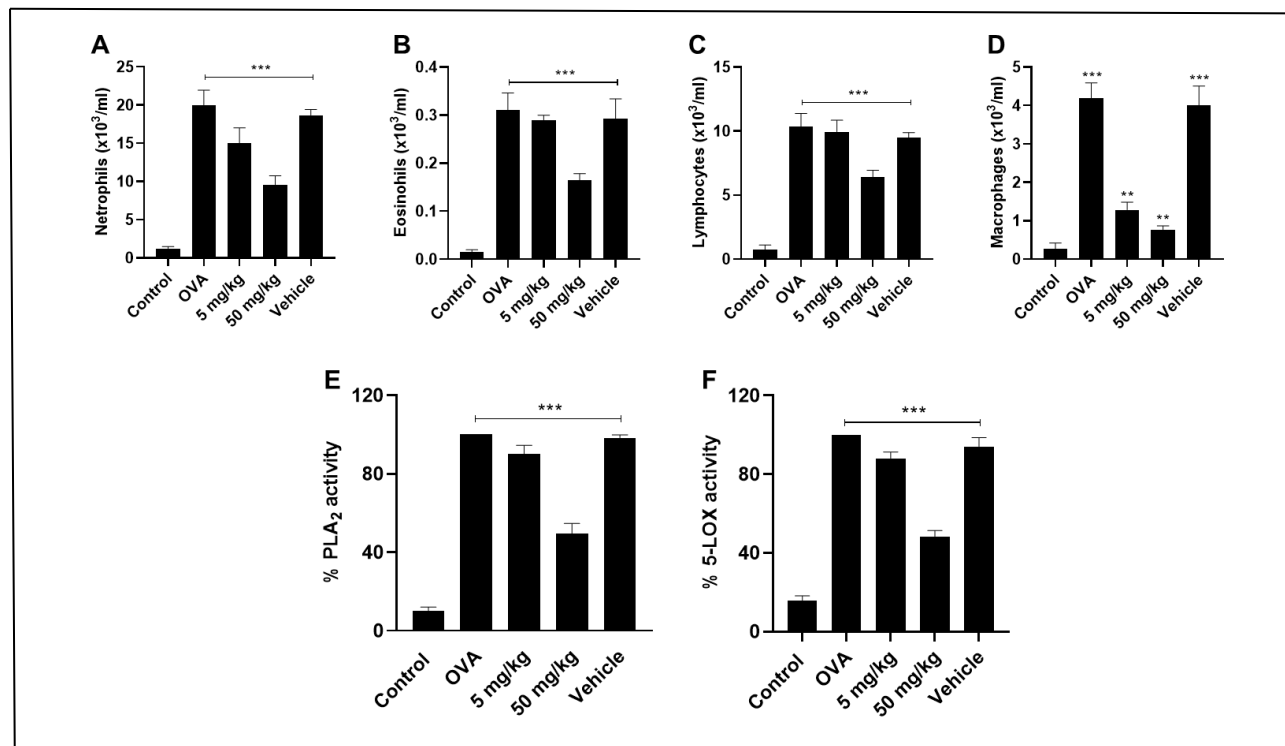 A
Netrophils (x10³/ml)
25
20
15
10
5
0
***
Control
OVA
5 mg/kg
50 mg/kg
Vehicle
B
Eosinohils (x10³/ml)
0.4
0.3
0.2
0.1
0.0
***
Control
OVA
5 mg/kg
50 mg/kg
Vehicle
C
Lymphocytes (x10³/ml)
15
10
5
0
***
Control
OVA
5 mg/kg
50 mg/kg
Vehicle
D
Macrophages (x10³/ml)
5
4
3
2
1
0
***
**
**
***
Control
OVA
5 mg/kg
50 mg/kg
Vehicle
E
% PLA₂ activity
120
80
40
0
***
Control
OVA
5 mg/kg
50 mg/kg
Vehicle
F
% 5-LOX activity
120
80
40
0
***
Control
OVA
5 mg/kg
50 mg/kg
Vehicle